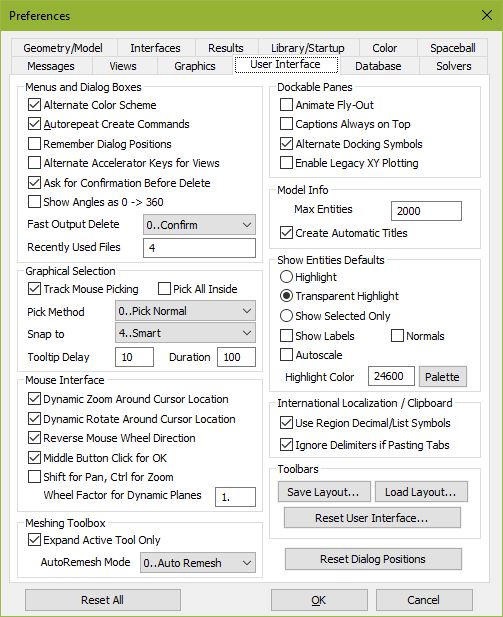 Preferences
Geometry/Model Interfaces Results Library/Startup Color Spaceball
Messages Views Graphics User Interface Database Solvers
Menus and Dialog Boxes
Alternate Color Scheme
Autorepeat Create Commands
Remember Dialog Positions
Alternate Accelerator Keys for Views
Ask for Confirmation Before Delete
Show Angles as 0 -> 360
Fast Output Delete 0..Confirm
Recently Used Files 4
Graphical Selection
Track Mouse Picking Pick All Inside
Pick Method 0..Pick Normal
Snap to 4..Smart
Tooltip Delay 10 Duration 100
Mouse Interface
Dynamic Zoom Around Cursor Location
Dynamic Rotate Around Cursor Location
Reverse Mouse Wheel Direction
Middle Button Click for OK
Shift for Pan, Ctrl for Zoom
Wheel Factor for Dynamic Planes 1.
Meshing Toolbox
Expand Active Tool Only
AutoRemesh Mode 0..Auto Remesh
Dockable Panes
Animate Fly-Out
Captions Always on Top
Alternate Docking Symbols
Enable Legacy XY Plotting
Model Info
Max Entities 2000
Create Automatic Titles
Show Entities Defaults
Highlight
Transparent Highlight
Show Selected Only
Show Labels Normals
Autoscale
Highlight Color 24600 Palette
International Localization / Clipboard
Use Region Decimal/List Symbols
Ignore Delimiters if Pasting Tabs
Toolbars
Save Layout... Load Layout...
Reset User Interface...
Reset Dialog Positions
Reset All OK Cancel